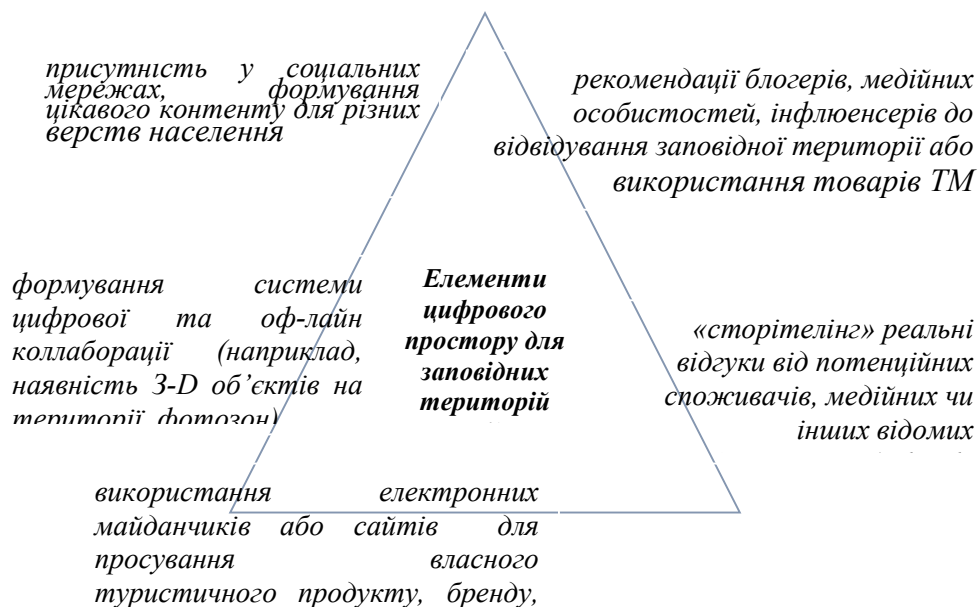 присутність у соціальних
мережах, формування
цікавого контенту для різних
верств населення
рекомендації блогерів, медійних
особистостей, інфлюенсерів до
відвідування заповідної території або
використання товарів ТМ
формування системи
цифрової та оф-лайн
коллаборації (наприклад,
наявність 3-D об’єктів на
території, фотозон)
Елементи
цифрового
простору для
заповідних
територій
«сторітелінг» реальні
відгуки від потенційних
споживачів, медійних чи
інших відомих
використання електронних
майданчиків або сайтів для
просування власного
туристичного продукту, бренду,